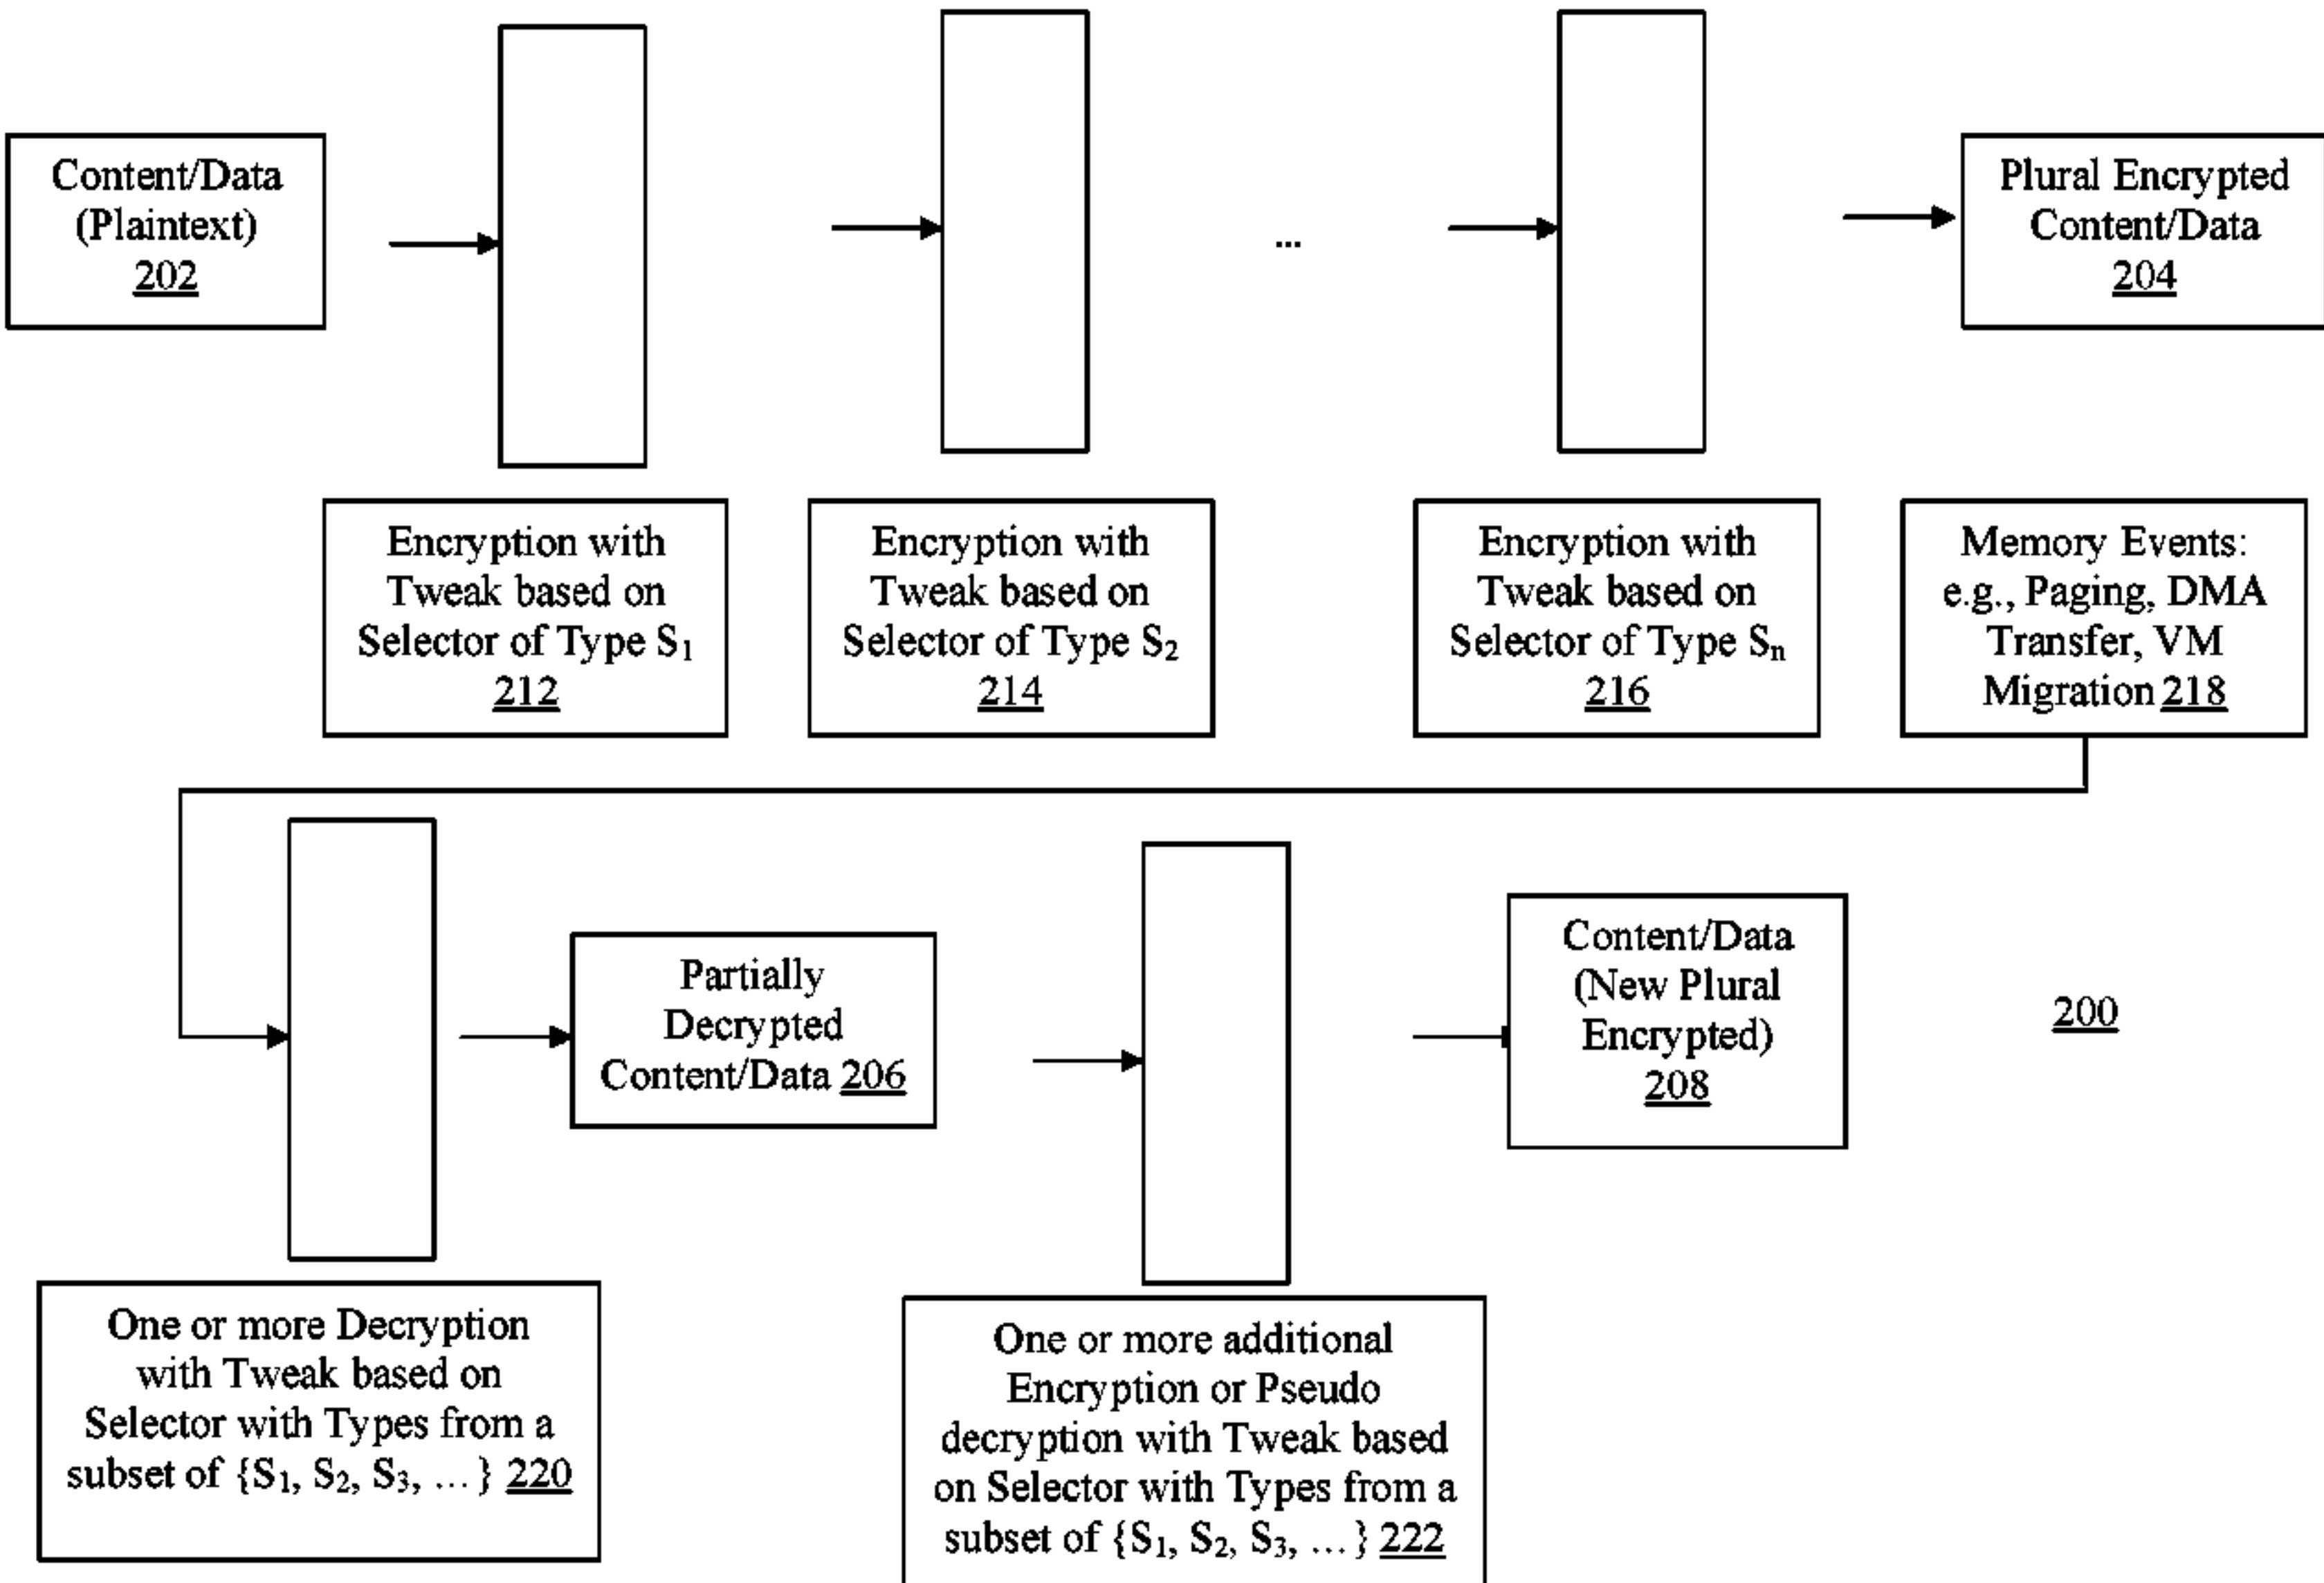 Content/Data
(Plaintext)
202
...
Plural Encrypted
Content/Data
204
Encryption with
Tweak based on
Selector of Type S₁
212
Encryption with
Tweak based on
Selector of Type S₂
214
Encryption with
Tweak based on
Selector of Type Sₙ
216
Memory Events:
e.g., Paging, DMA
Transfer, VM
Migration 218
Partially
Decrypted
Content/Data 206
Content/Data
(New Plural
Encrypted)
208
200
One or more Decryption
with Tweak based on
Selector with Types from a
subset of {S₁, S₂, S₃, …} 220
One or more additional
Encryption or Pseudo
decryption with Tweak based
on Selector with Types from a
subset of {S₁, S₂, S₃, …} 222